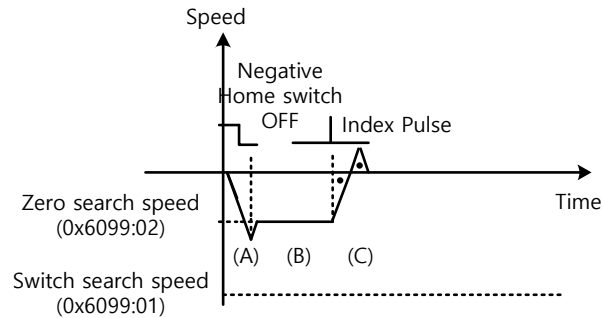 Speed
Negative
Home switch
OFF
Index Pulse
Time
Zero search speed
(0x6099:02)
(A)
(B)
(C)
Switch search speed
(0x6099:01)